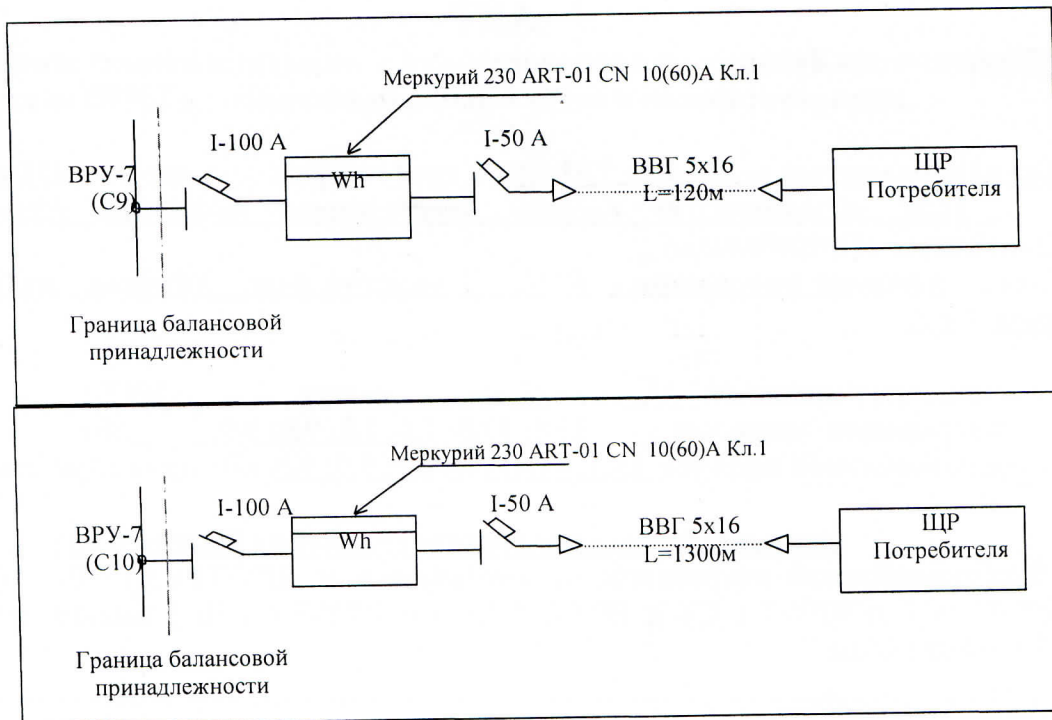 Меркурий 230 ART-01 CN 10(60)А Кл.1
I-100 А
I-50 А
ВРУ-7
(С9)
Wh
ВВГ 5х16
L=120м
ЩР
Потребителя
Граница балансовой
принадлежности
Меркурий 230 ART-01 CN 10(60)А Кл.1
I-100 А
I-50 А
ВРУ-7
(С10)
Wh
ВВГ 5х16
L=1300м
ЩР
Потребителя
Граница балансовой
принадлежности